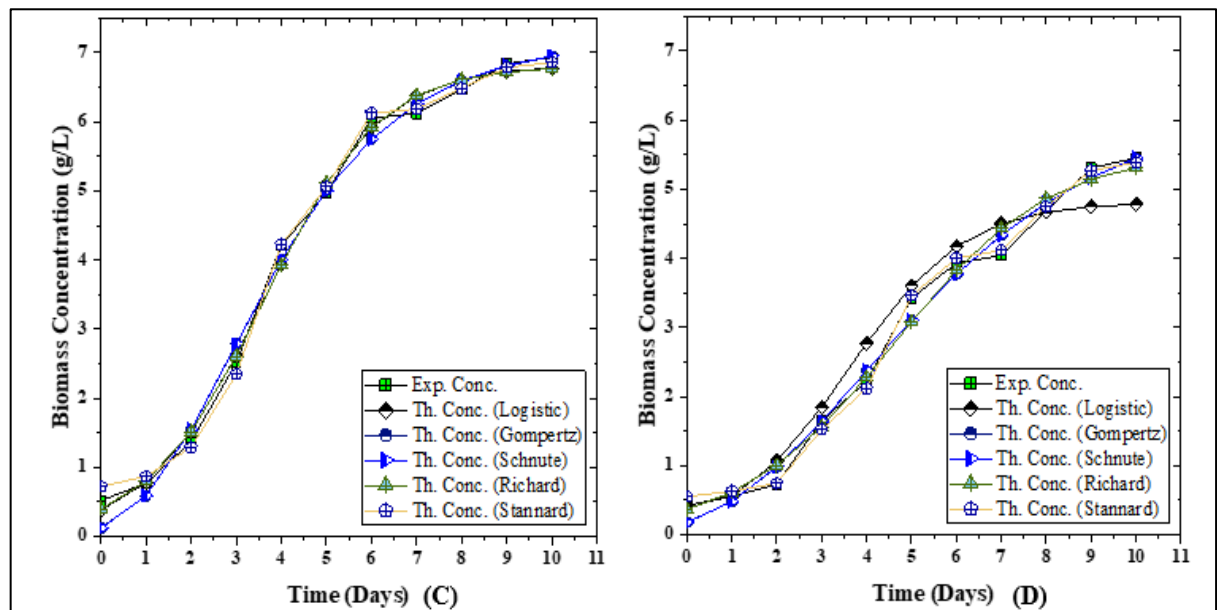 Biomass Concentration (g/L)
7
6
5
4
3
2
1
0
0 1 2 3 4 5 6 7 8 9 10 11
Time (Days) (C)
Exp. Conc.
Th. Conc. (Logistic)
Th. Conc. (Gompertz)
Th. Conc. (Schnute)
Th. Conc. (Richard)
Th. Conc. (Stannard)
Biomass Concentration (g/L)
7
6
5
4
3
2
1
0
0 1 2 3 4 5 6 7 8 9 10 11
Time (Days) (D)
Exp. Conc.
Th. Conc. (Logistic)
Th. Conc. (Gompertz)
Th. Conc. (Schnute)
Th. Conc. (Richard)
Th. Conc. (Stannard)